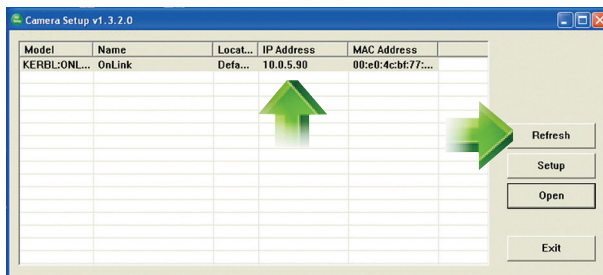 Camera Setup v1.3.2.0
Model Name Locat... IP Address MAC Address
KERBL:ONL... OnLink Defa... 10.0.5.90 00:e0:4c:bf:77:...
Refresh
Setup
Open
Exit